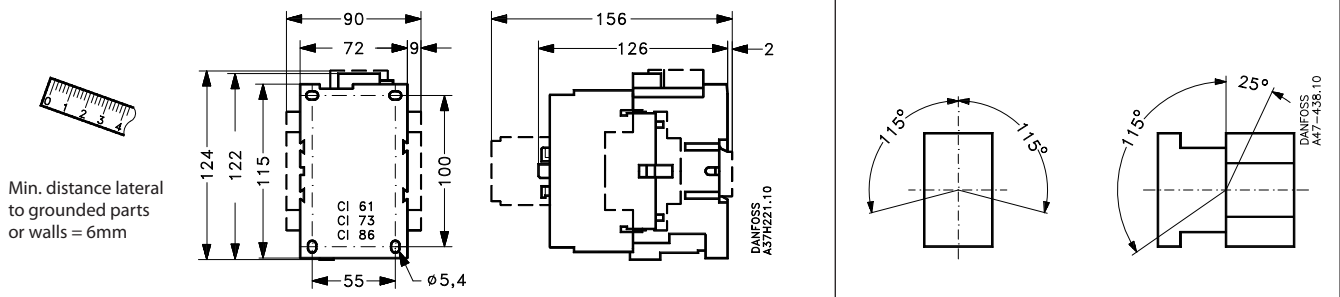 90
72
9
124
122
115
100
CI 61
CI 73
CI 86
55
ø5,4
0 1 2 3 4
Min. distance lateral
to grounded parts
or walls = 6mm
156
126
2
DANFOSS
A37H221.10
115°
115°
115°
25°
DANFOSS
A47-438.10